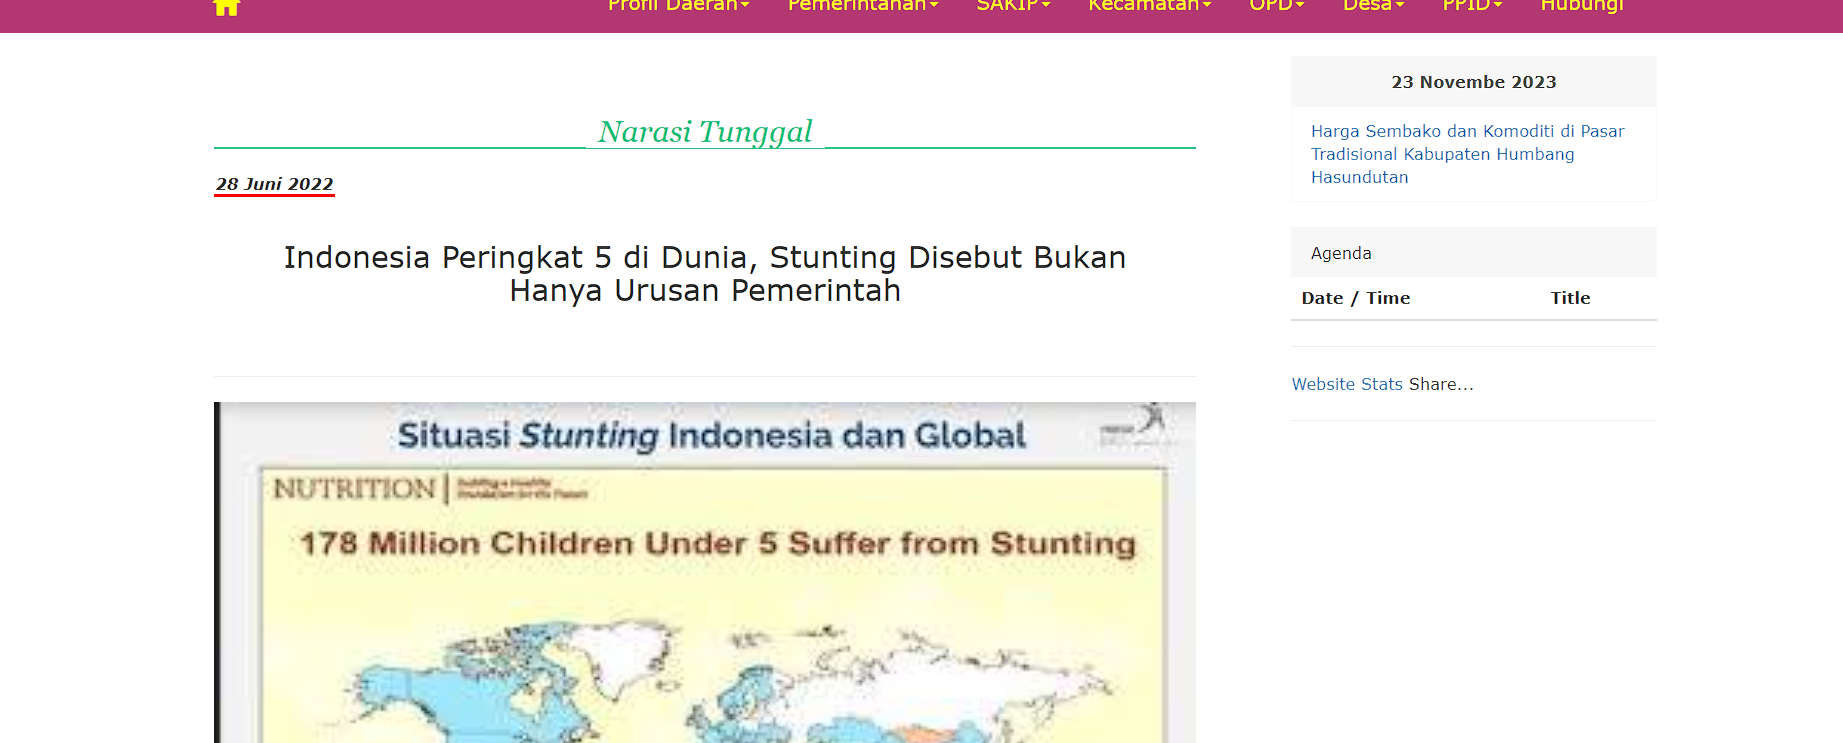 Profil Daerah
Pemerintahan
SAKIP
Kecamatan
OPD
Desa
PPID
Hubungi
Narasi Tunggal
28 Juni 2022
Indonesia Peringkat 5 di Dunia, Stunting Disebut Bukan
Hanya Urusan Pemerintah
Situasi Stunting Indonesia dan Global
NUTRITION
178 Million Children Under 5 Suffer from Stunting
23 Novembe 2023
Harga Sembako dan Komoditi di Pasar
Tradisional Kabupaten Humbang
Hasundutan
Agenda
Date / Time Title
Website Stats Share...